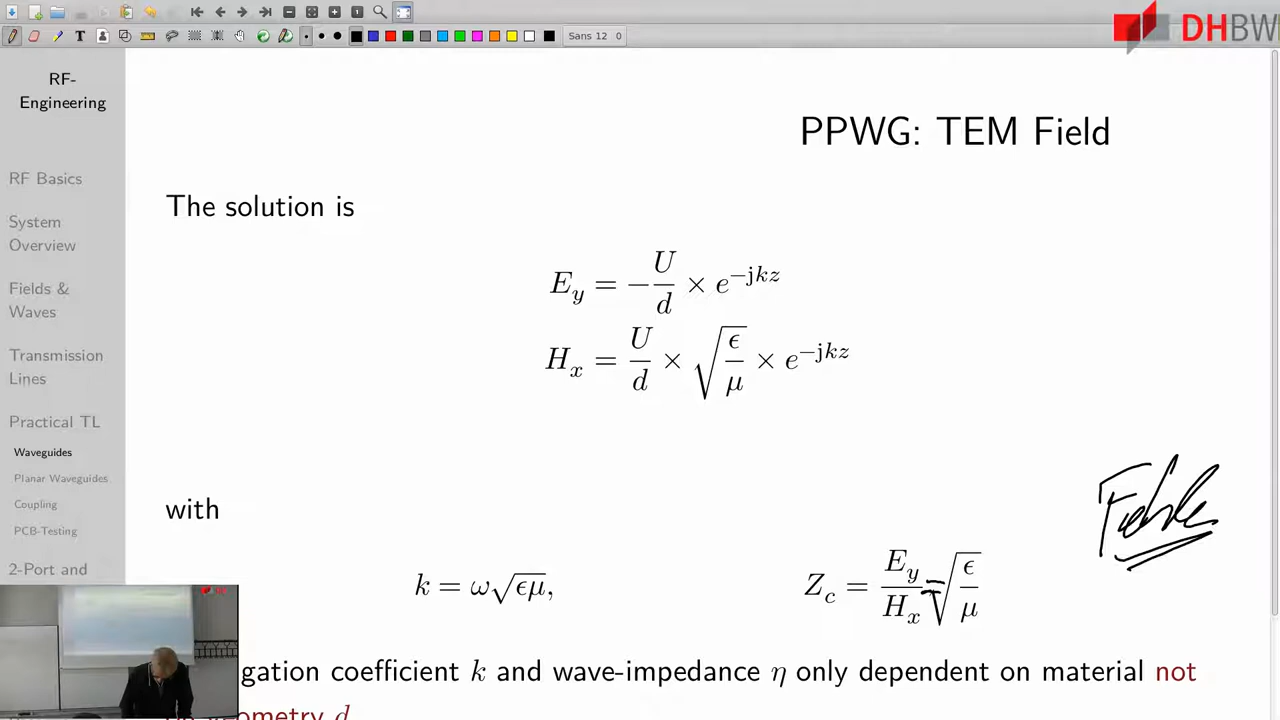 Sans 12 0
DHBW
RF-
Engineering
RF Basics
System
Overview
Fields &
Waves
Transmission
Lines
Practical TL
Waveguides
Planar Waveguides
Coupling
PCB-Testing
2-Port and
PPWG: TEM Field
The solution is
E_y = −U/d × e^{−jkz}
H_x = U/d × √(ϵ/μ) × e^{−jkz}
with
k = ω√ϵμ,
Z_c = E_y/H_x = √(ϵ/μ)
gation coefficient k and wave-impedance η only dependent on material not
geometry d